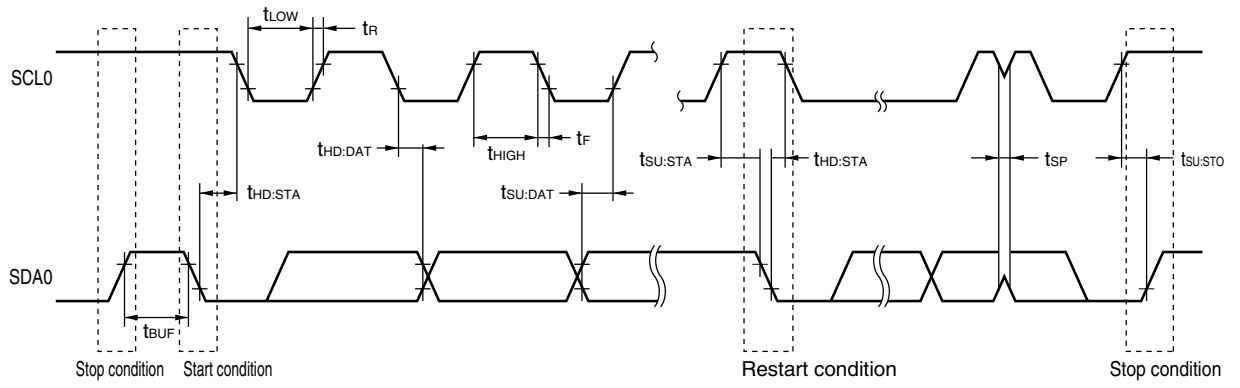 tLOW
tR
SCL0
tHD:DAT
tHIGH
tF
tSU:STA
tHD:STA
tSP
tSU:STO
tHD:STA
tSU:DAT
SDA0
tBUF
Stop condition
Start condition
Restart condition
Stop condition